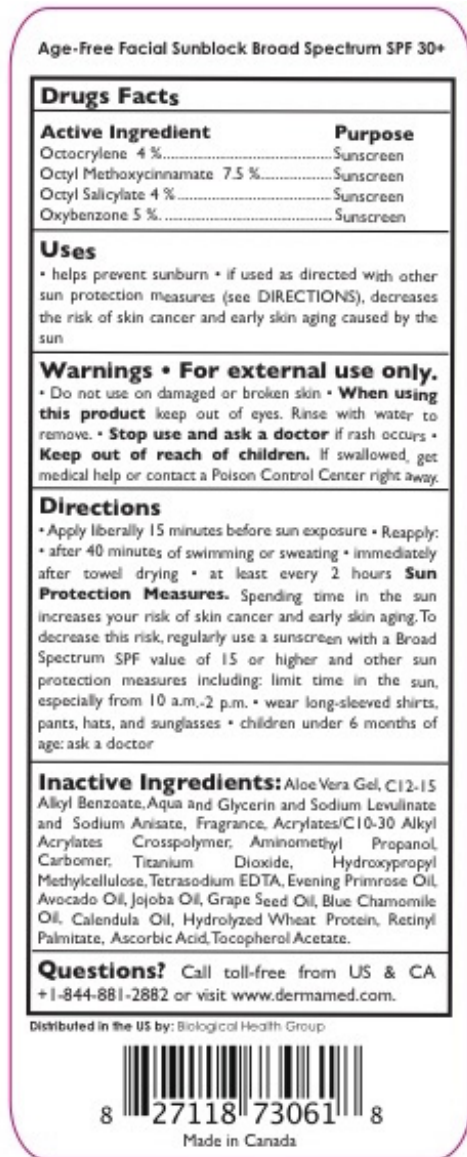 Age-Free Facial Sunblock Broad Spectrum SPF 30+
Drugs Facts
Active Ingredient Purpose
Octocrylene 4 %.......................................Sunscreen
Octyl Methoxycinnamate 7.5 %.................Sunscreen
Octyl Salicylate 4 %.....................................Sunscreen
Oxybenzone 5 %.........................................Sunscreen
Uses
• helps prevent sunburn • if used as directed with other
sun protection measures (see DIRECTIONS), decreases
the risk of skin cancer and early skin aging caused by the
sun
Warnings • For external use only.
• Do not use on damaged or broken skin • When using
this product keep out of eyes. Rinse with water to
remove. • Stop use and ask a doctor if rash occurs •
Keep out of reach of children. If swallowed, get
medical help or contact a Poison Control Center right away.
Directions
• Apply liberally 15 minutes before sun exposure • Reapply:
• after 40 minutes of swimming or sweating • immediately
after towel drying • at least every 2 hours Sun
Protection Measures. Spending time in the sun
increases your risk of skin cancer and early skin aging. To
decrease this risk, regularly use a sunscreen with a Broad
Spectrum SPF value of 15 or higher and other sun
protection measures including: limit time in the sun,
especially from 10 a.m.-2 p.m. • wear long-sleeved shirts,
pants, hats, and sunglasses • children under 6 months of
age: ask a doctor
Inactive Ingredients: Aloe Vera Gel, C12-15
Alkyl Benzoate, Aqua and Glycerin and Sodium Levulinate
and Sodium Anisate, Fragrance, Acrylates/C10-30 Alkyl
Acrylates Crosspolymer, Aminomethyl Propanol,
Carbomer, Titanium Dioxide, Hydroxypropyl
Methylcellulose, Tetrasodium EDTA, Evening Primrose Oil,
Avocado Oil, Jojoba Oil, Grape Seed Oil, Blue Chamomile
Oil, Calendula Oil, Hydrolyzed Wheat Protein, Retinyl
Palmitate, Ascorbic Acid, Tocopherol Acetate.
Questions? Call toll-free from US & CA
+1-844-881-2882 or visit www.dermamed.com.
Distributed in the US by: Biological Health Group
8 27118 73061 8
Made in Canada